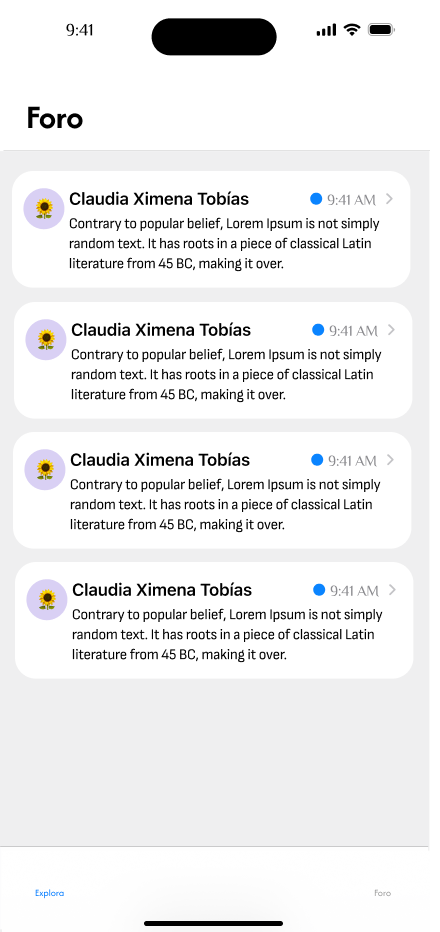 9:41
Foro
Claudia Ximena Tobías 9:41 AM
Contrary to popular belief, Lorem Ipsum is not simply
random text. It has roots in a piece of classical Latin
literature from 45 BC, making it over.
Claudia Ximena Tobías 9:41 AM
Contrary to popular belief, Lorem Ipsum is not simply
random text. It has roots in a piece of classical Latin
literature from 45 BC, making it over.
Claudia Ximena Tobías 9:41 AM
Contrary to popular belief, Lorem Ipsum is not simply
random text. It has roots in a piece of classical Latin
literature from 45 BC, making it over.
Claudia Ximena Tobías 9:41 AM
Contrary to popular belief, Lorem Ipsum is not simply
random text. It has roots in a piece of classical Latin
literature from 45 BC, making it over.
Explora Foro